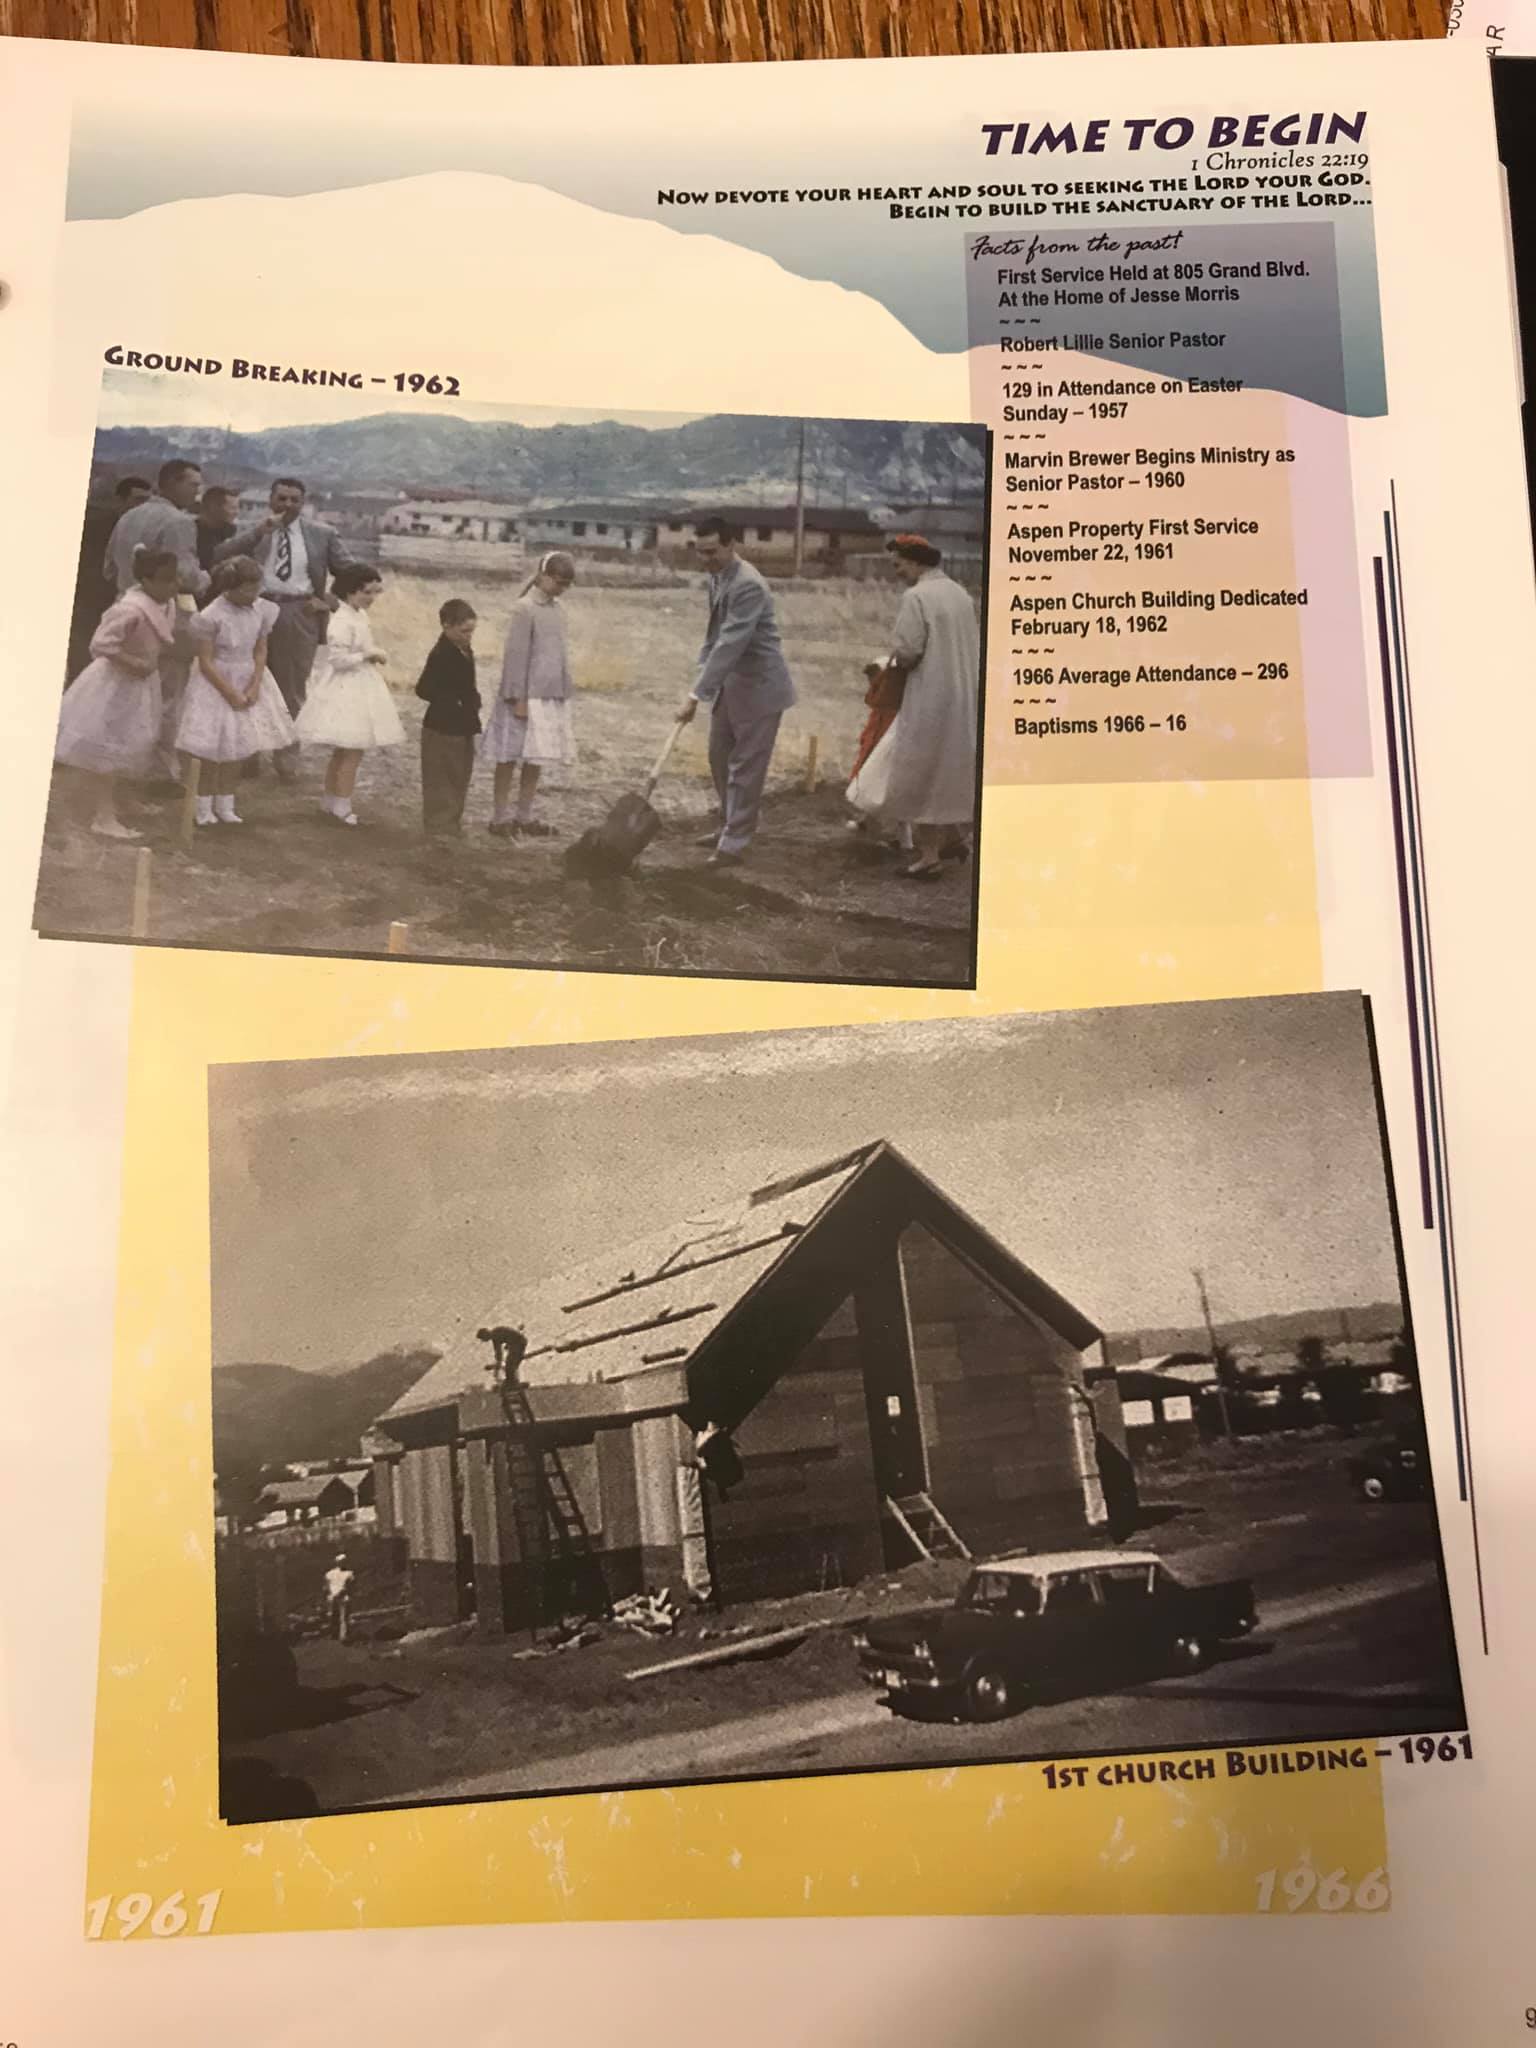 TIME TO BEGIN
1 Chronicles 22:19
NOW DEVOTE YOUR HEART AND SOUL TO SEEKING THE LORD YOUR GOD.
BEGIN TO BUILD THE SANCTUARY OF THE LORD...
Facts from the past!
First Service Held at 805 Grand Blvd.
At the Home of Jesse Morris
~ ~ ~
Robert Lillie Senior Pastor
~ ~ ~
129 in Attendance on Easter
Sunday – 1957
~ ~ ~
Marvin Brewer Begins Ministry as
Senior Pastor – 1960
~ ~ ~
Aspen Property First Service
November 22, 1961
~ ~ ~
Aspen Church Building Dedicated
February 18, 1962
~ ~ ~
1966 Average Attendance – 296
~ ~ ~
Baptisms 1966 – 16
GROUND BREAKING – 1962
1ST CHURCH BUILDING – 1961
1961
1966
9
AR